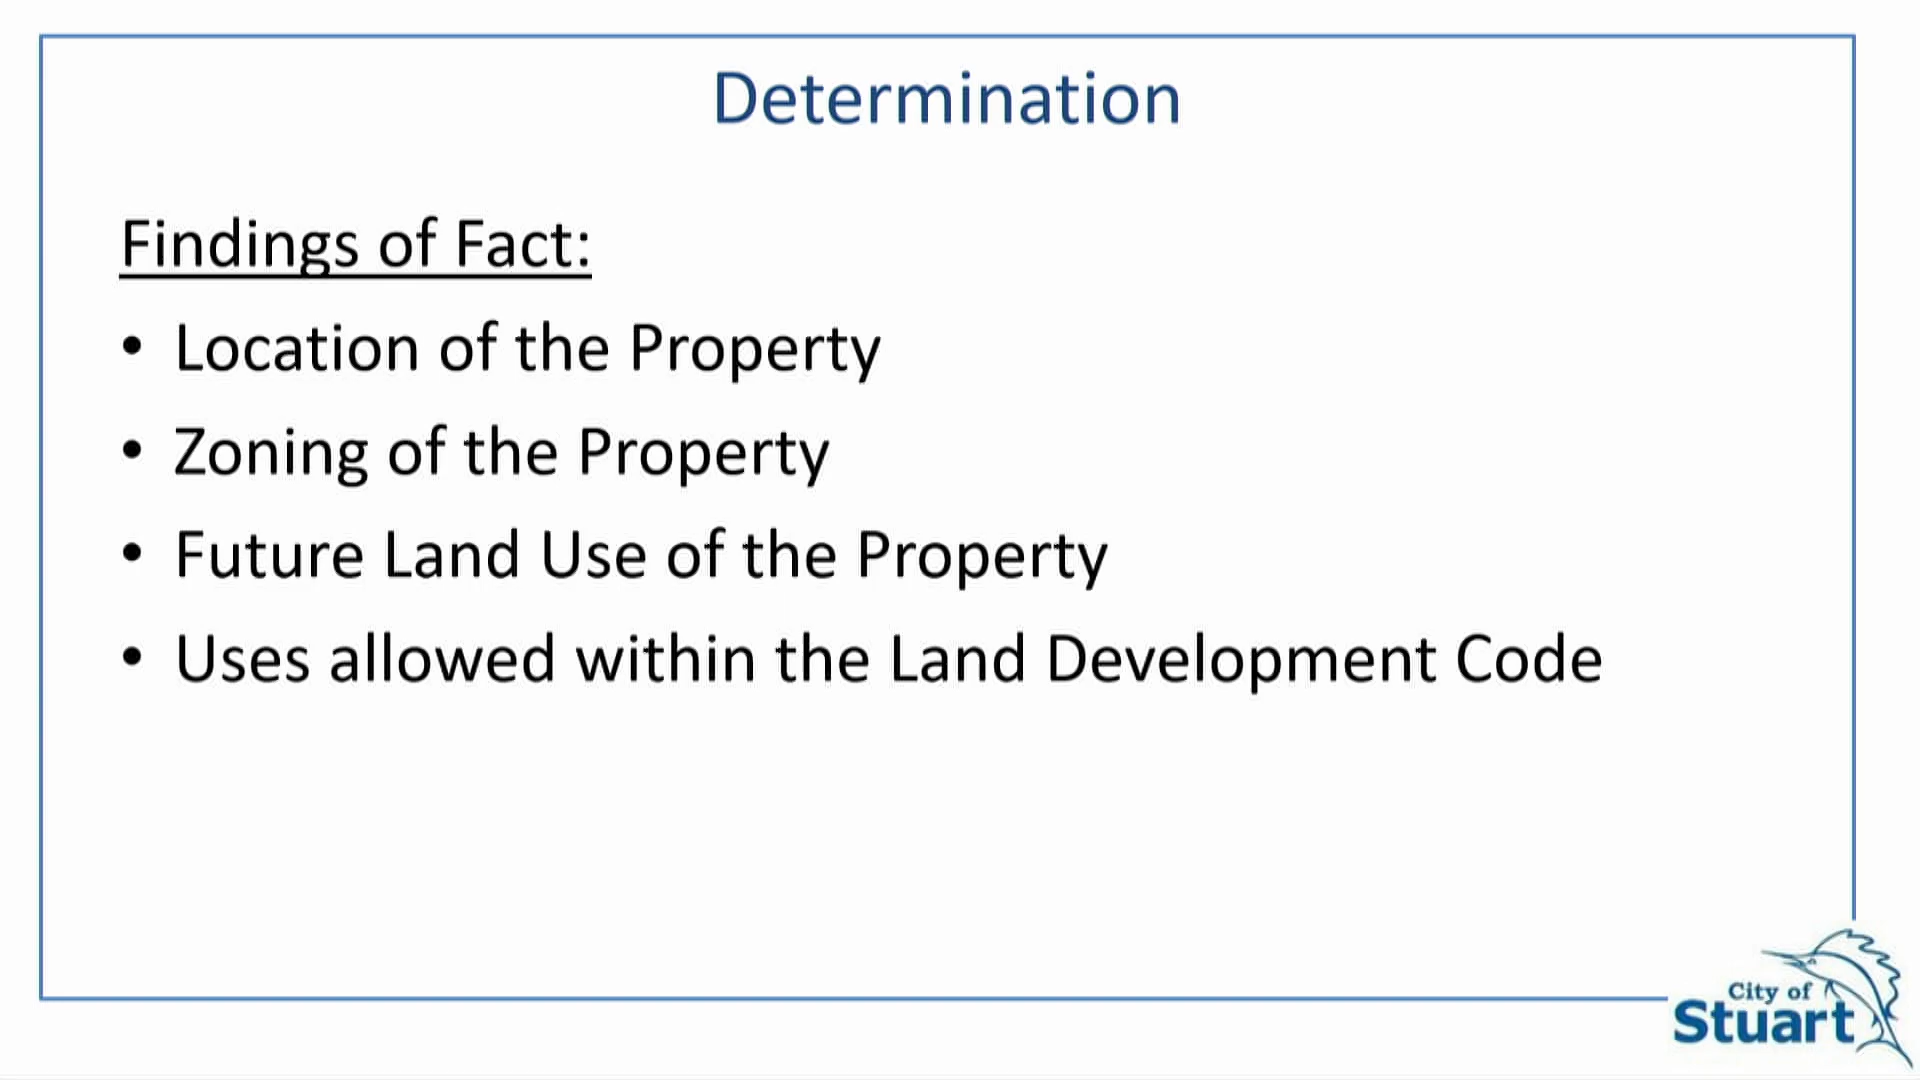 Determination
Findings of Fact:
• Location of the Property
• Zoning of the Property
• Future Land Use of the Property
• Uses allowed within the Land Development Code
City of
Stuart